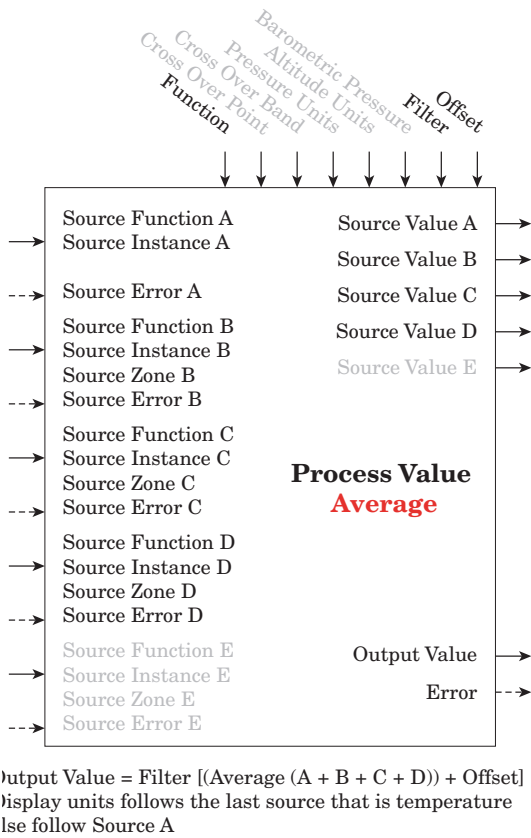 Function
Cross Over Point
Cross Over Band
Pressure Units
Altitude Units
Barometric Pressure
Filter
Offset
Source Function A
Source Instance A
Source Error A
Source Function B
Source Instance B
Source Zone B
Source Error B
Source Function C
Source Instance C
Source Zone C
Source Error C
Source Function D
Source Instance D
Source Zone D
Source Error D
Source Function E
Source Instance E
Source Zone E
Source Error E
Source Value A
Source Value B
Source Value C
Source Value D
Source Value E
Process Value
Average
Output Value
Error
utput Value = Filter [(Average (A + B + C + D)) + Offset]
isplay units follows the last source that is temperature
lse follow Source A